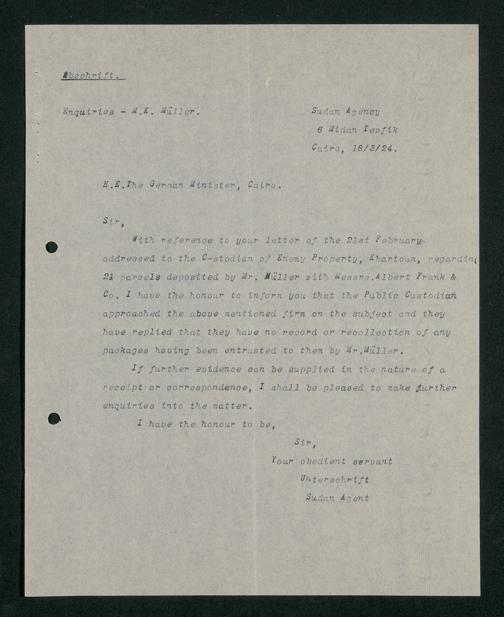 Abschrift.
Enquiries - M.K. Müller.
Sudan Agency
6 Midan Tewfik
Cairo, 18/3/24.
H.E.The German Minister, Cairo.
Sir,
With reference to your letter of the 21st February
addressed to the Custodian of Enemy Property, Khartoum, regarding
21 parcels deposited by Mr. Müller with Messrs.Albert Frank &
Co. I have the honour to inform you that the Public Custodian
approached the above mentioned firm on the subject and they
have replied that they have no record or recollection of any
packages having been entrusted to them by Mr.Müller.
If further evidence can be supplied in the nature of a
receipt or correspondence, I shall be pleased to make further
enquiries into the matter.
I have the honour to be,
Sir,
Your obedient servant
Unterschrift
Sudan Agent